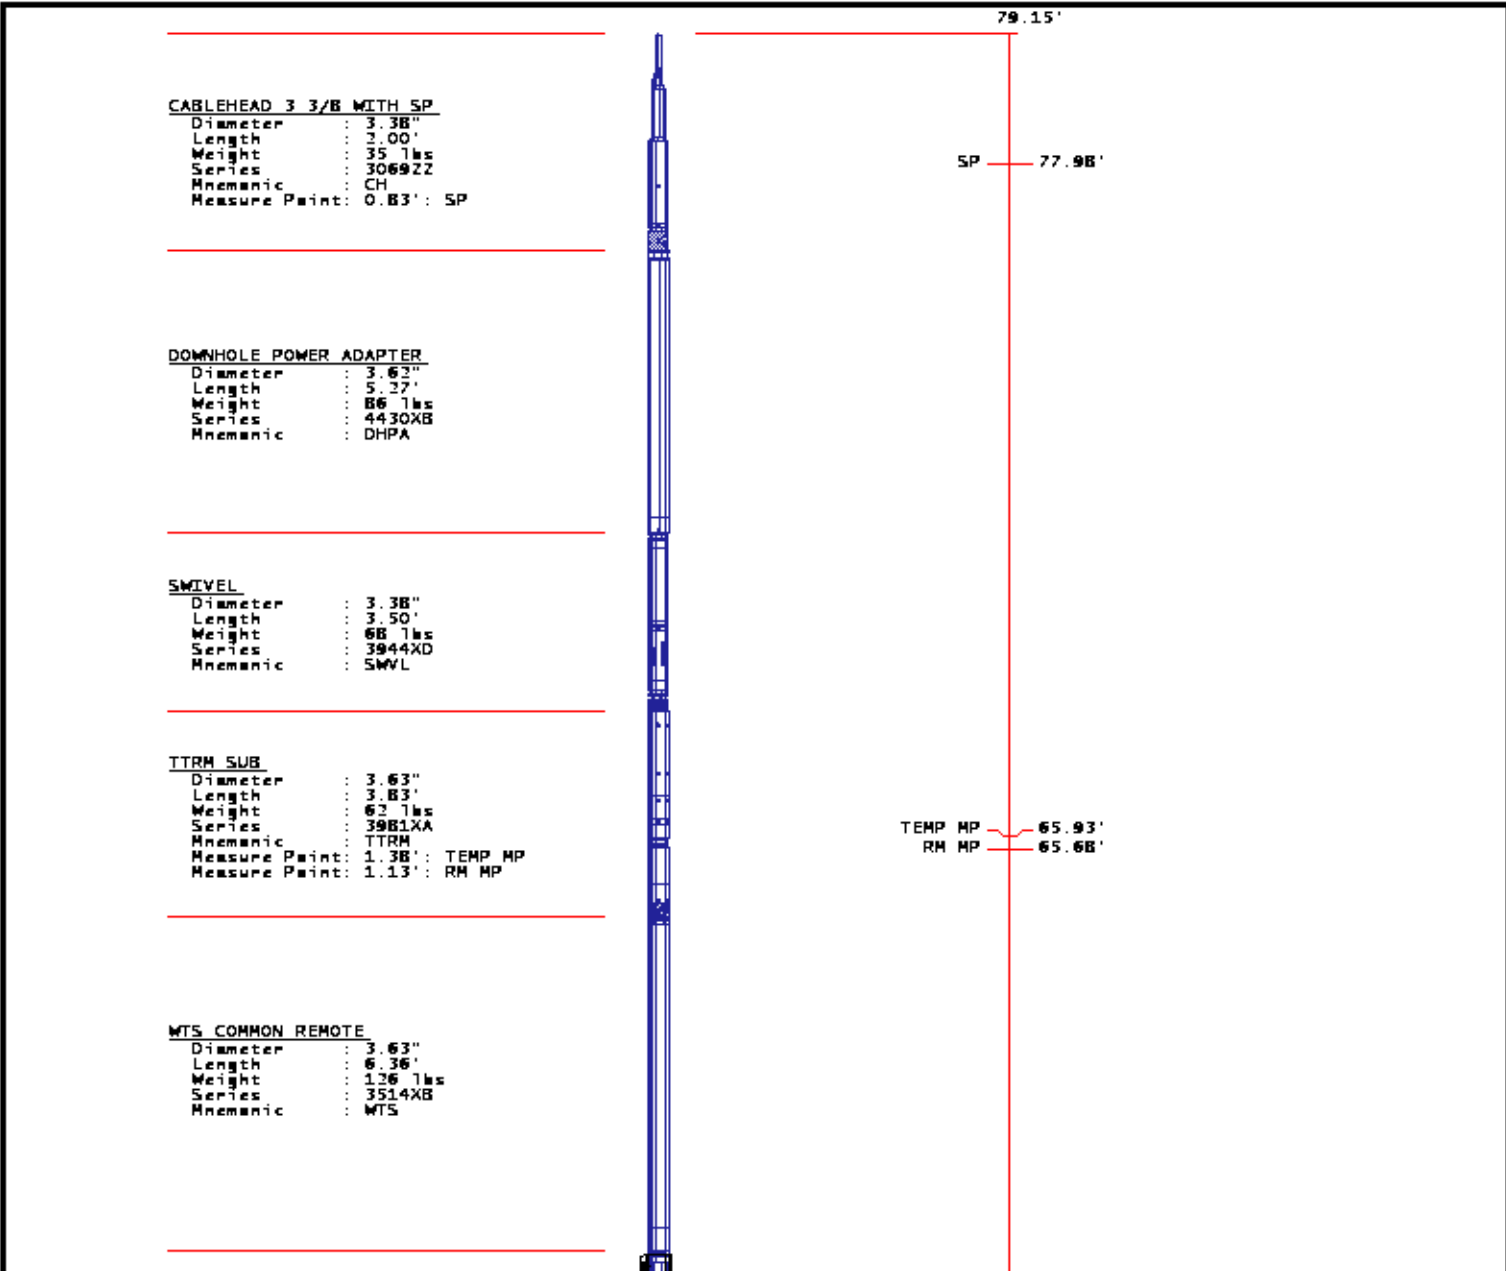 79.15'
CABLEHEAD 3 3/8 WITH SP
Diameter : 3.38"
Length : 2.00'
Weight : 35 lbs
Series : 3069ZZ
Mnemonic : CH
Measure Point: 0.83': SP
SP 77.98'
DOWNHOLE POWER ADAPTER
Diameter : 3.62"
Length : 5.27'
Weight : 86 lbs
Series : 4430XB
Mnemonic : DHPA
SWIVEL
Diameter : 3.38"
Length : 3.50'
Weight : 68 lbs
Series : 3944XD
Mnemonic : SWVL
TTRM SUB
Diameter : 3.63"
Length : 3.83'
Weight : 62 lbs
Series : 3981XA
Mnemonic : TTRM
Measure Point: 1.38': TEMP MP
Measure Point: 1.13': RM MP
TEMP MP 65.93'
RM MP 65.68'
WTS COMMON REMOTE
Diameter : 3.63"
Length : 6.36'
Weight : 126 lbs
Series : 3514XB
Mnemonic : WTS